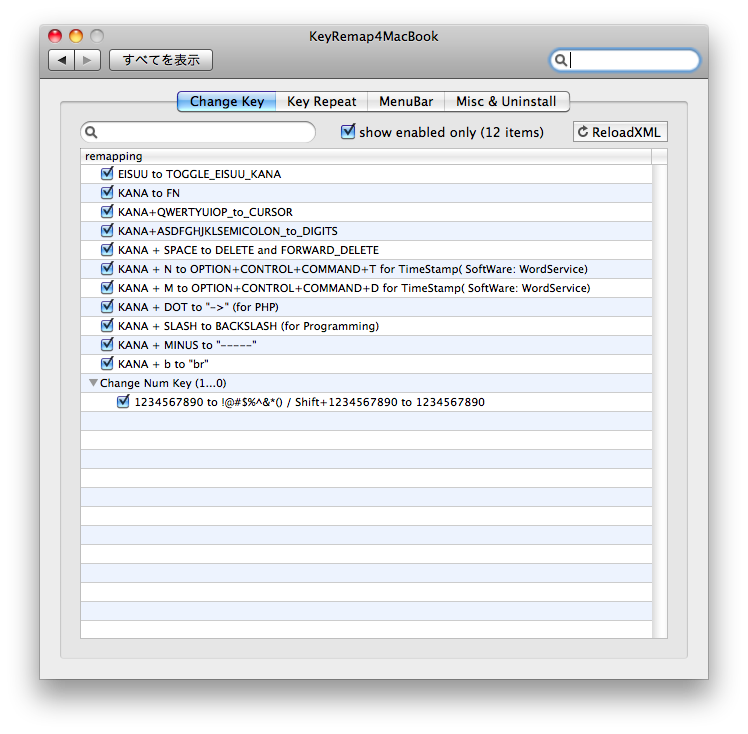 KeyRemap4MacBook
すべてを表示
Change Key Key Repeat MenuBar Misc & Uninstall
show enabled only (12 items) ReloadXML
remapping
EISUU to TOGGLE_EISUU_KANA
KANA to FN
KANA+QWERTYUIOP_to_CURSOR
KANA+ASDFGHJKLSEMICOLON_to_DIGITS
KANA + SPACE to DELETE and FORWARD_DELETE
KANA + N to OPTION+CONTROL+COMMAND+T for TimeStamp( SoftWare: WordService)
KANA + M to OPTION+CONTROL+COMMAND+D for TimeStamp( SoftWare: WordService)
KANA + DOT to "->" (for PHP)
KANA + SLASH to BACKSLASH (for Programming)
KANA + MINUS to "-----"
KANA + b to "br"
Change Num Key (1...0)
1234567890 to !@#$%^&*() / Shift+1234567890 to 1234567890